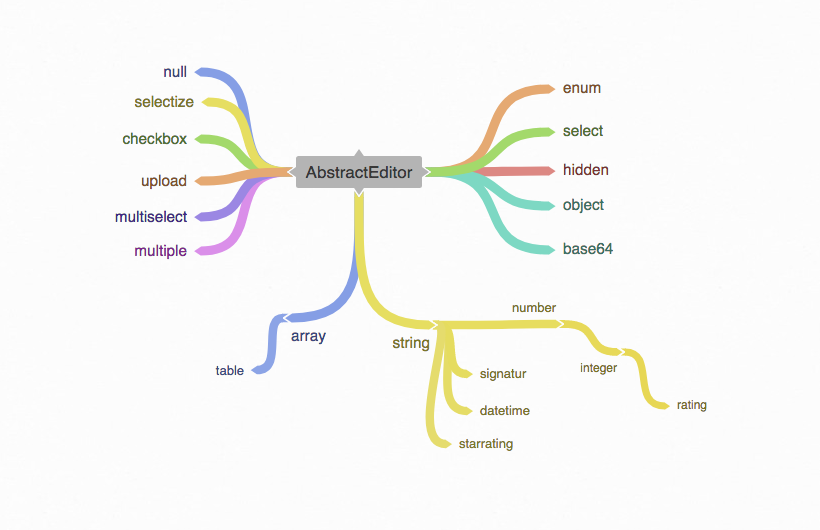 null
selectize
checkbox
upload
multiselect
multiple
AbstractEditor
enum
select
hidden
object
base64
array
table
string
number
integer
rating
signatur
datetime
starrating